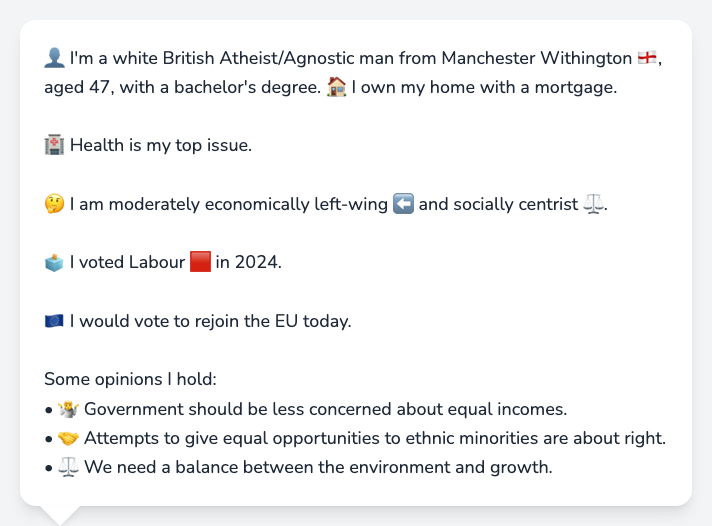 👤 I'm a white British Atheist/Agnostic man from Manchester Withington 🏴󠁧󠁢󠁥󠁮󠁧󠁿,
aged 47, with a bachelor's degree. 🏠 I own my home with a mortgage.
🏥 Health is my top issue.
🤔 I am moderately economically left-wing ⬅️ and socially centrist ⚖️.
🗳️ I voted Labour 🟥 in 2024.
🇪🇺 I would vote to rejoin the EU today.
Some opinions I hold:
• 🤷 Government should be less concerned about equal incomes.
• 🤝 Attempts to give equal opportunities to ethnic minorities are about right.
• ⚖️ We need a balance between the environment and growth.